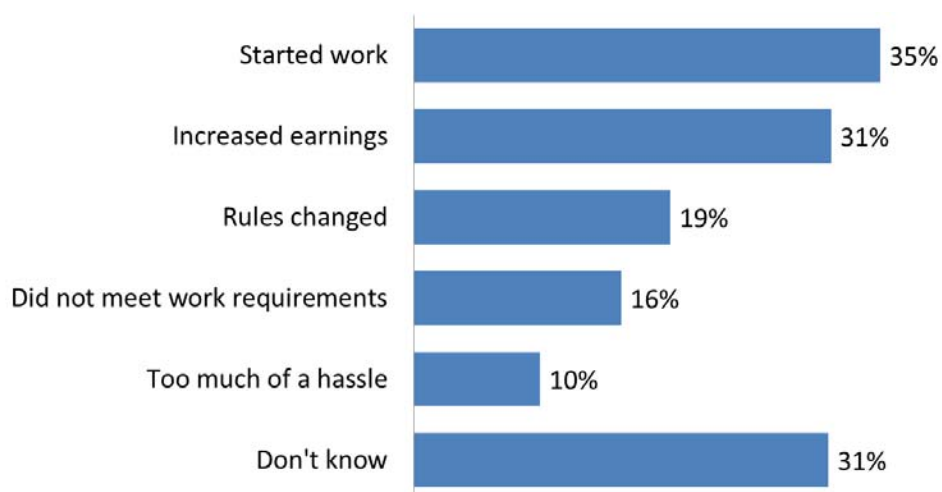 Started work 35%
Increased earnings 31%
Rules changed 19%
Did not meet work requirements 16%
Too much of a hassle 10%
Don't know 31%